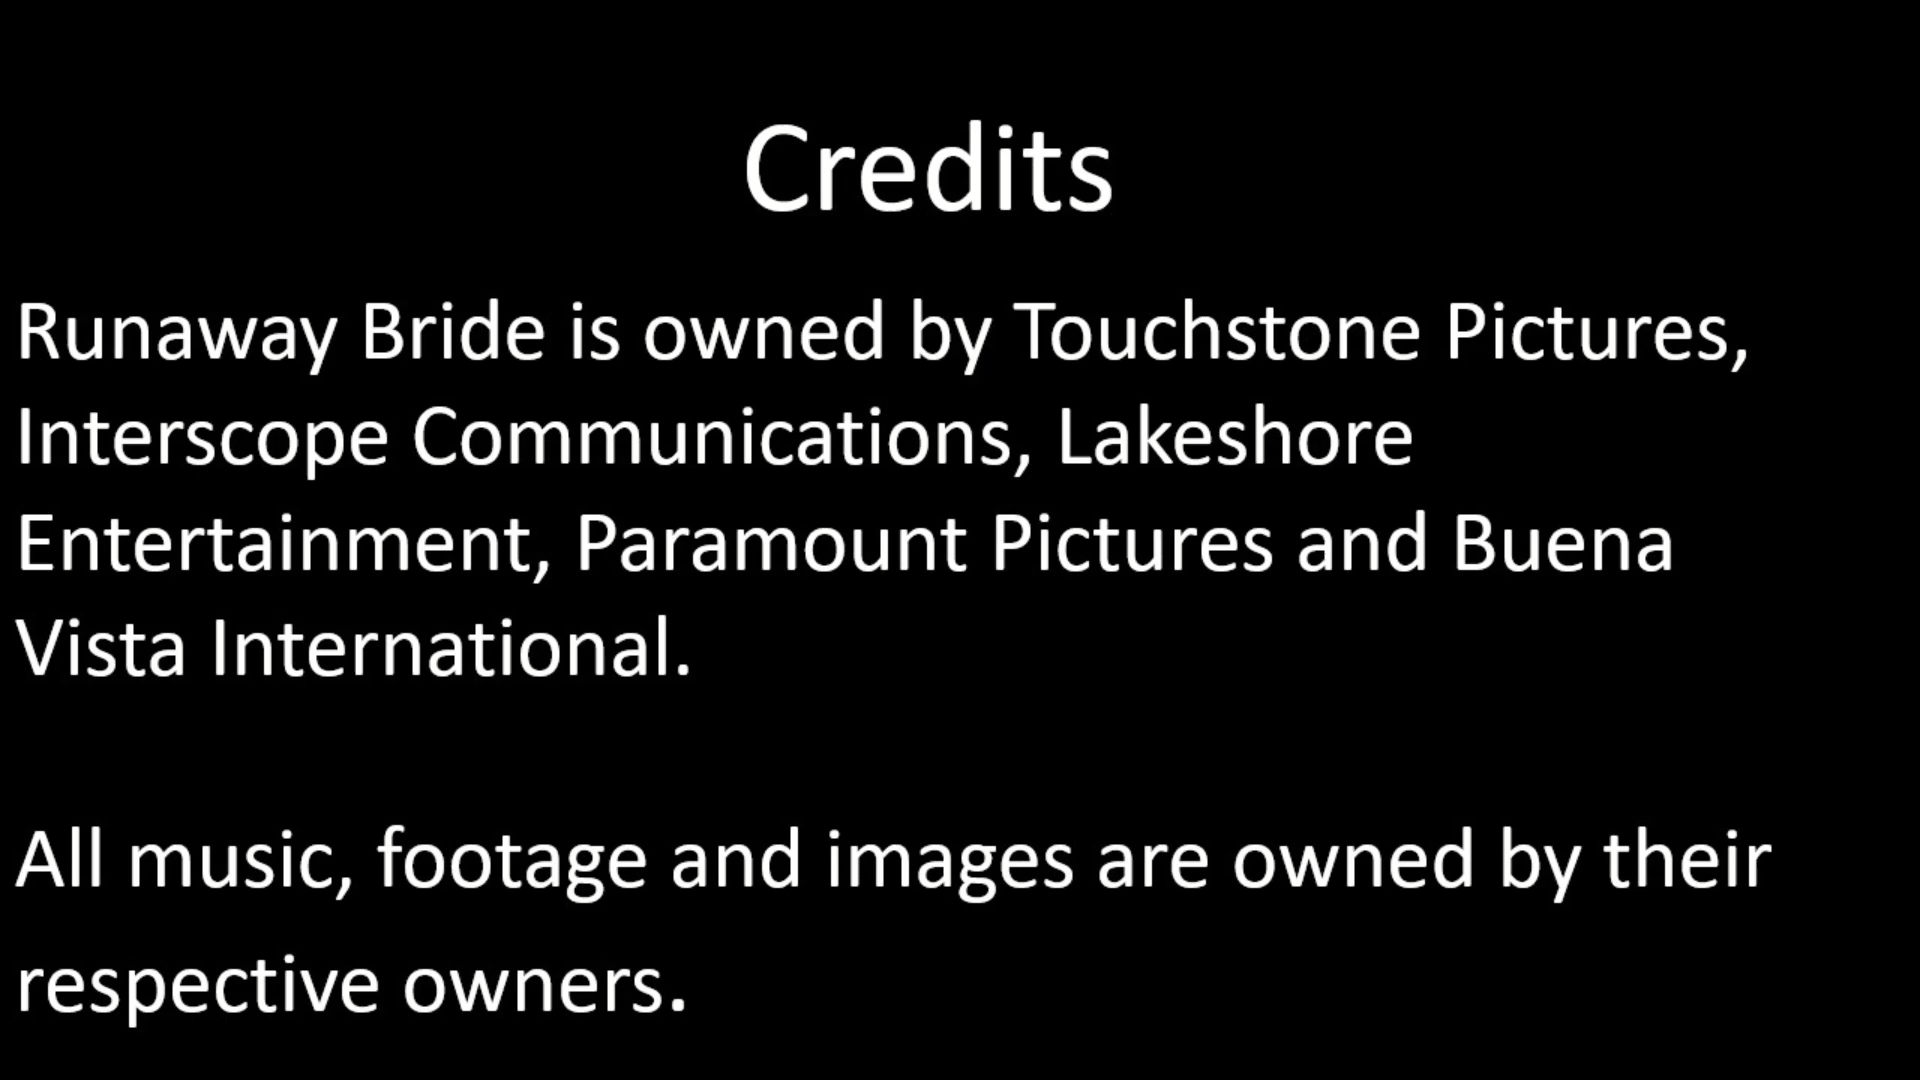 Credits
Runaway Bride is owned by Touchstone Pictures,
Interscope Communications, Lakeshore
Entertainment, Paramount Pictures and Buena
Vista International.
All music, footage and images are owned by their
respective owners.